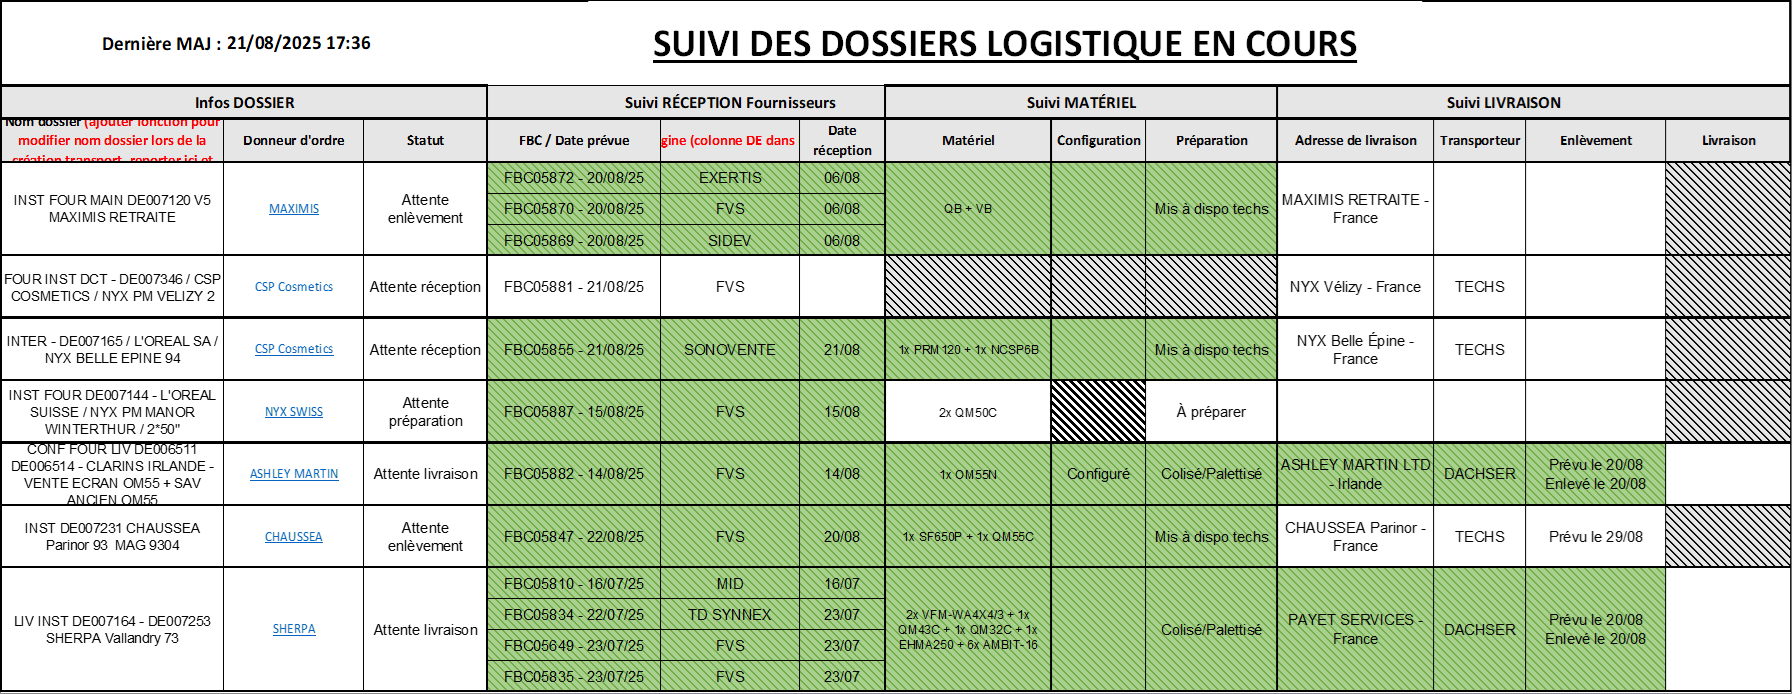 Dernière MAJ : 21/08/2025 17:36
SUIVI DES DOSSIERS LOGISTIQUE EN COURS
Infos DOSSIER
Suivi RÉCEPTION Fournisseurs
Suivi MATÉRIEL
Suivi LIVRAISON
Nom dossier (ajouter fonction pour
modifier nom dossier lors de la
création transport, reporter ici et
Donneur d'ordre
Statut
FBC / Date prévue
gine (colonne DE dans
Date
réception
Matériel
Configuration
Préparation
Adresse de livraison
Transporteur
Enlèvement
Livraison
INST FOUR MAIN DE007120 V5
MAXIMIS RETRAITE
MAXIMIS
Attente
enlèvement
FBC05872 - 20/08/25
EXERTIS
06/08
FBC05870 - 20/08/25
FVS
06/08
FBC05869 - 20/08/25
SIDEV
06/08
QB + VB
Mis à dispo techs
MAXIMIS RETRAITE -
France
FOUR INST DCT - DE007346 / CSP
COSMETICS / NYX PM VELIZY 2
CSP Cosmetics
Attente réception
FBC05881 - 21/08/25
FVS
NYX Vélizy - France
TECHS
INTER - DE007165 / L'OREAL SA /
NYX BELLE EPINE 94
CSP Cosmetics
Attente réception
FBC05855 - 21/08/25
SONOVENTE
21/08
1x PRM120 + 1x NCSP6B
Mis à dispo techs
NYX Belle Épine -
France
TECHS
INST FOUR DE007144 - L'OREAL
SUISSE / NYX PM MANOR
WINTERTHUR / 2*50"
NYX SWISS
Attente
préparation
FBC05887 - 15/08/25
FVS
15/08
2x QM50C
À préparer
CONF FOUR LIV DE006511
DE006514 - CLARINS IRLANDE -
VENTE ECRAN OM55 + SAV
ANCIEN OM55
ASHLEY MARTIN
Attente livraison
FBC05882 - 14/08/25
FVS
14/08
1x OM55N
Configuré
Colisé/Palettisé
ASHLEY MARTIN LTD
- Irlande
DACHSER
Prévu le 20/08
Enlevé le 20/08
INST DE007231 CHAUSSEA
Parinor 93  MAG 9304
CHAUSSEA
Attente
enlèvement
FBC05847 - 22/08/25
FVS
20/08
1x SF650P + 1x QM55C
Mis à dispo techs
CHAUSSEA Parinor -
France
TECHS
Prévu le 29/08
LIV INST DE007164 - DE007253
SHERPA Vallandry 73
SHERPA
Attente livraison
FBC05810 - 16/07/25
MID
16/07
FBC05834 - 22/07/25
TD SYNNEX
23/07
FBC05649 - 23/07/25
FVS
23/07
FBC05835 - 23/07/25
FVS
23/07
2x VFM-WA4X4/3 + 1x
QM43C + 1x QM32C + 1x
EHMA250 + 6x AMBIT-16
Colisé/Palettisé
PAYET SERVICES -
France
DACHSER
Prévu le 20/08
Enlevé le 20/08